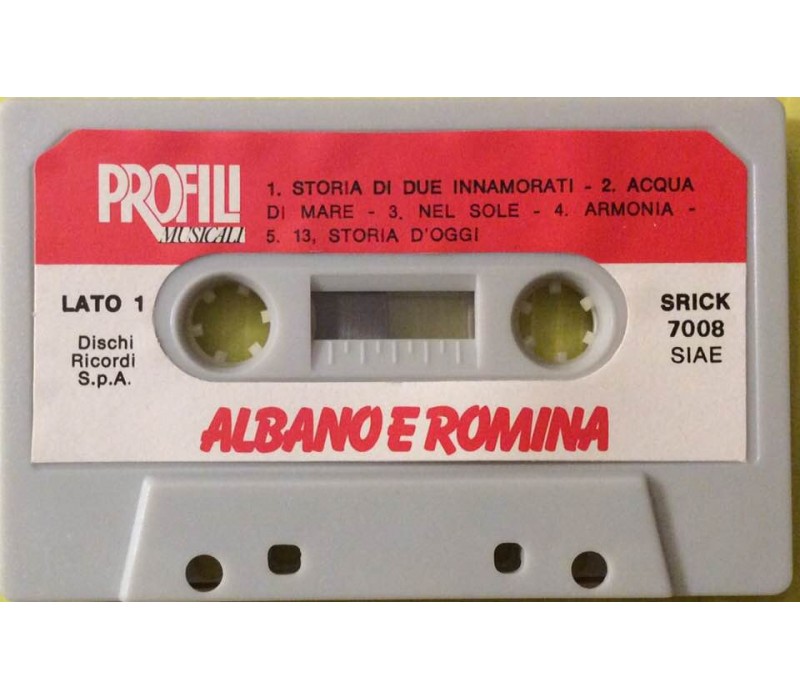 PROFILI
MUSICALI
1. STORIA DI DUE INNAMORATI - 2. ACQUA
DI MARE - 3. NEL SOLE - 4. ARMONIA -
5. 13, STORIA D'OGGI
LATO 1
Dischi
Ricordi
S.p.A.
SRICK
7008
SIAE
ALBANO E ROMINA